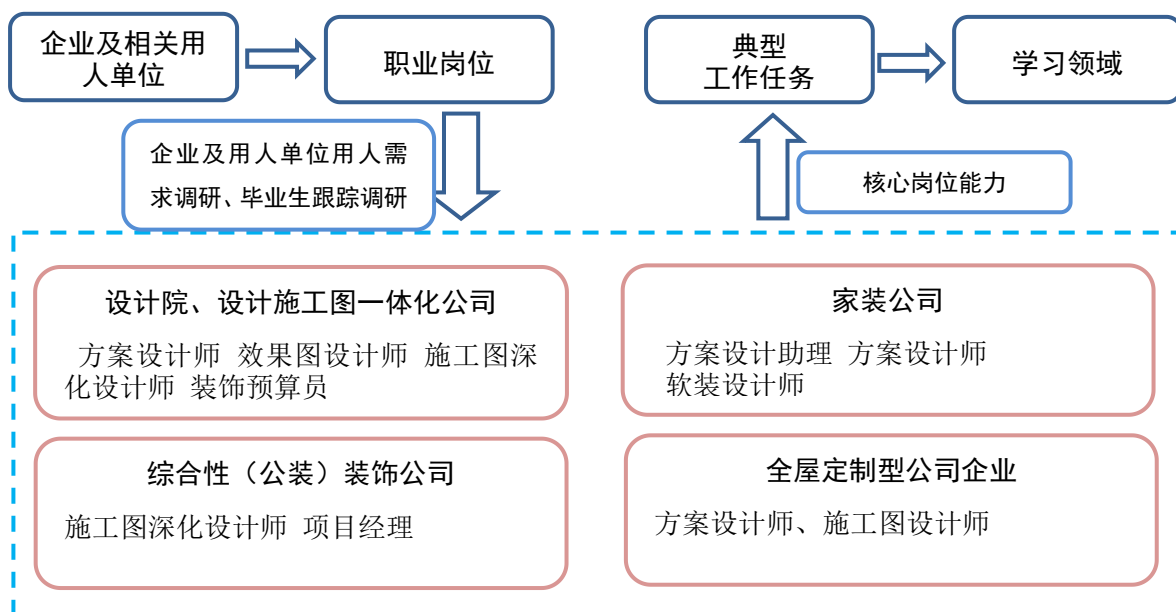 企业及相关用
人单位
职业岗位
典型
工作任务
学习领域
企业及用人单位用人需
求调研、毕业生跟踪调研
核心岗位能力
设计院、设计施工图一体化公司
方案设计师 效果图设计师 施工图深
化设计师 装饰预算员
家装公司
方案设计助理 方案设计师
软装设计师
综合性（公装）装饰公司
施工图深化设计师 项目经理
全屋定制型公司企业
方案设计师、施工图设计师